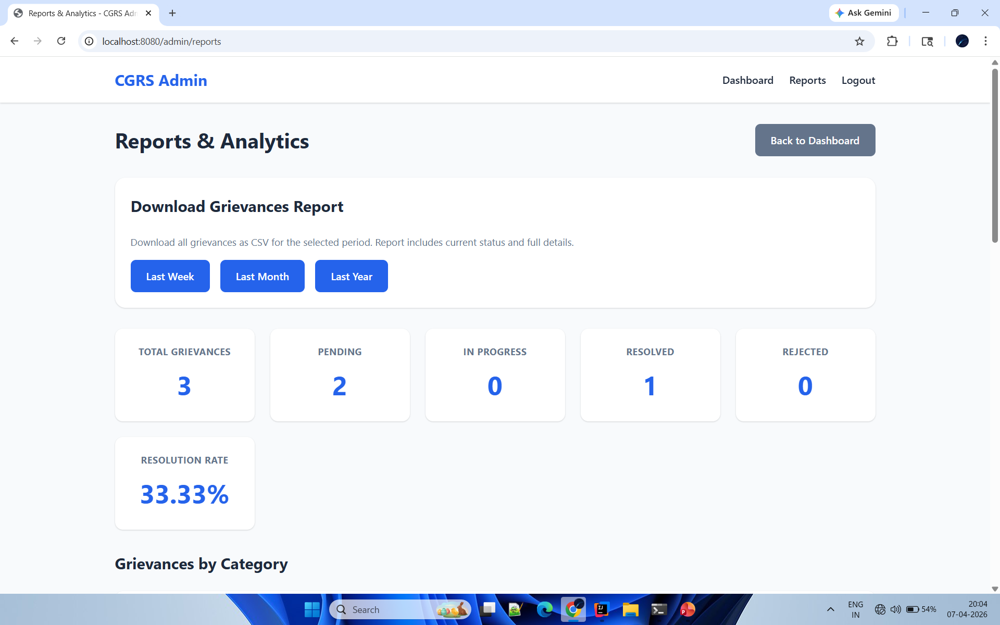 Reports & Analytics - CGRS Adm
Ask Gemini
localhost:8080/admin/reports
CGRS Admin
Dashboard
Reports
Logout
Reports & Analytics
Back to Dashboard
Download Grievances Report
Download all grievances as CSV for the selected period. Report includes current status and full details.
Last Week
Last Month
Last Year
TOTAL GRIEVANCES
3
PENDING
2
IN PROGRESS
0
RESOLVED
1
REJECTED
0
RESOLUTION RATE
33.33%
Grievances by Category
Search
IJ
P
ENG
IN
54%
20:04
07-04-2026